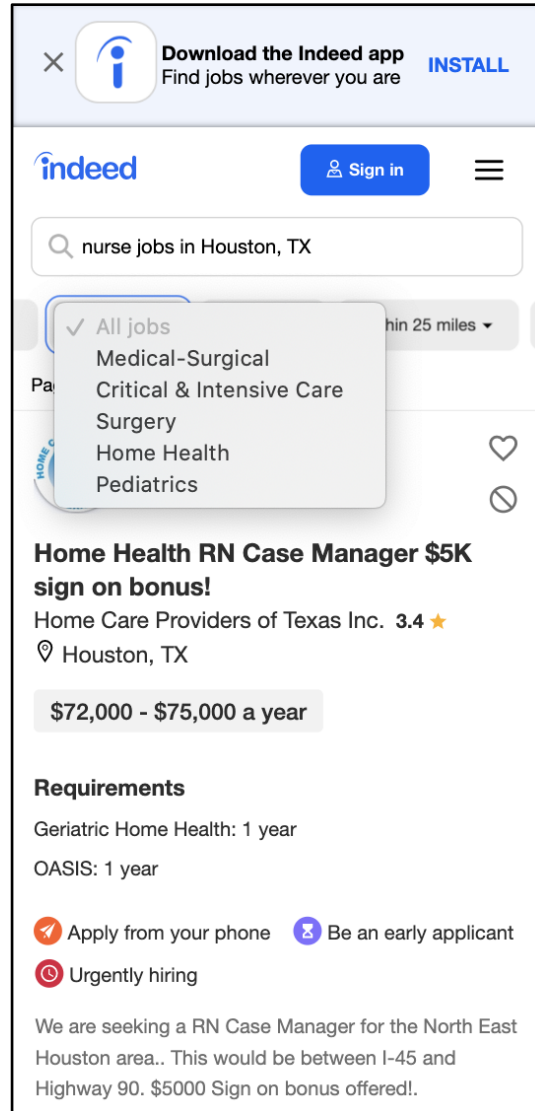 Download the Indeed app
Find jobs wherever you are
INSTALL
indeed
Sign in
nurse jobs in Houston, TX
All jobs
Medical-Surgical
Critical & Intensive Care
Surgery
Home Health
Pediatrics
hin 25 miles
Pa
HOME C
Home Health RN Case Manager $5K
sign on bonus!
Home Care Providers of Texas Inc. 3.4
Houston, TX
$72,000 - $75,000 a year
Requirements
Geriatric Home Health: 1 year
OASIS: 1 year
Apply from your phone
Be an early applicant
Urgently hiring
We are seeking a RN Case Manager for the North East
Houston area.. This would be between I-45 and
Highway 90. $5000 Sign on bonus offered!.